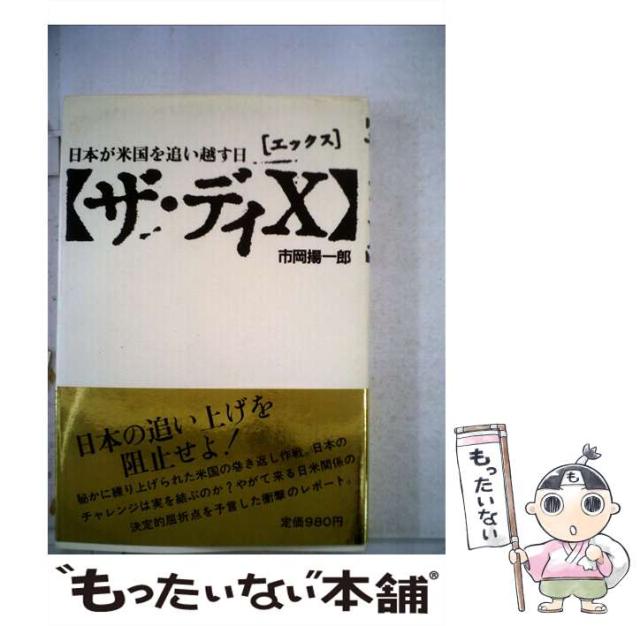 日本が米国を追い越す日
[エックス]
【ザ・ディX】
市岡揚一郎
日本の追い上げを
阻止せよ!
秘かに練り上げられた米国の巻き返し作戦。日本の
チャレンジは実を結ぶのか?やがて来る日米関係の
決定的屈折点を予言した衝撃のレポート。
定価980円
もったいない
"もったいない"本舗®